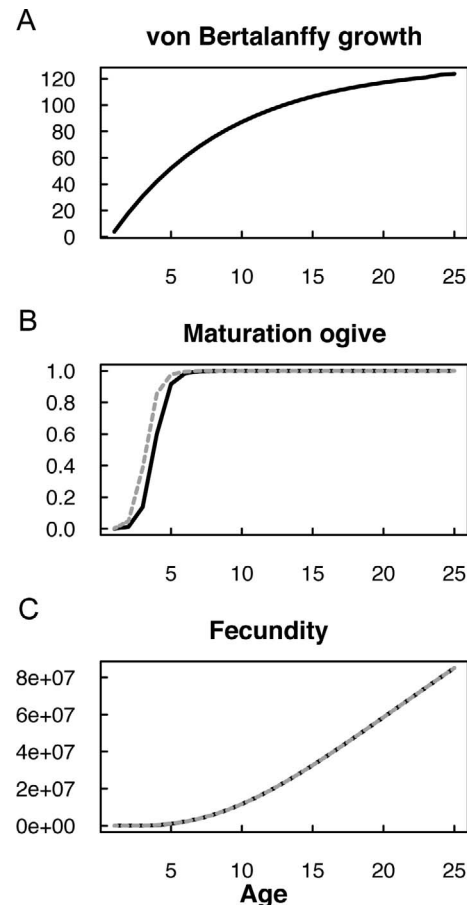 A
von Bertalanffy growth
120
100
80
60
40
20
0
5 10 15 20 25
B
Maturation ogive
1.0
0.8
0.6
0.4
0.2
0.0
5 10 15 20 25
C
Fecundity
8e+07
6e+07
4e+07
2e+07
0e+00
5 10 15 20 25
Age